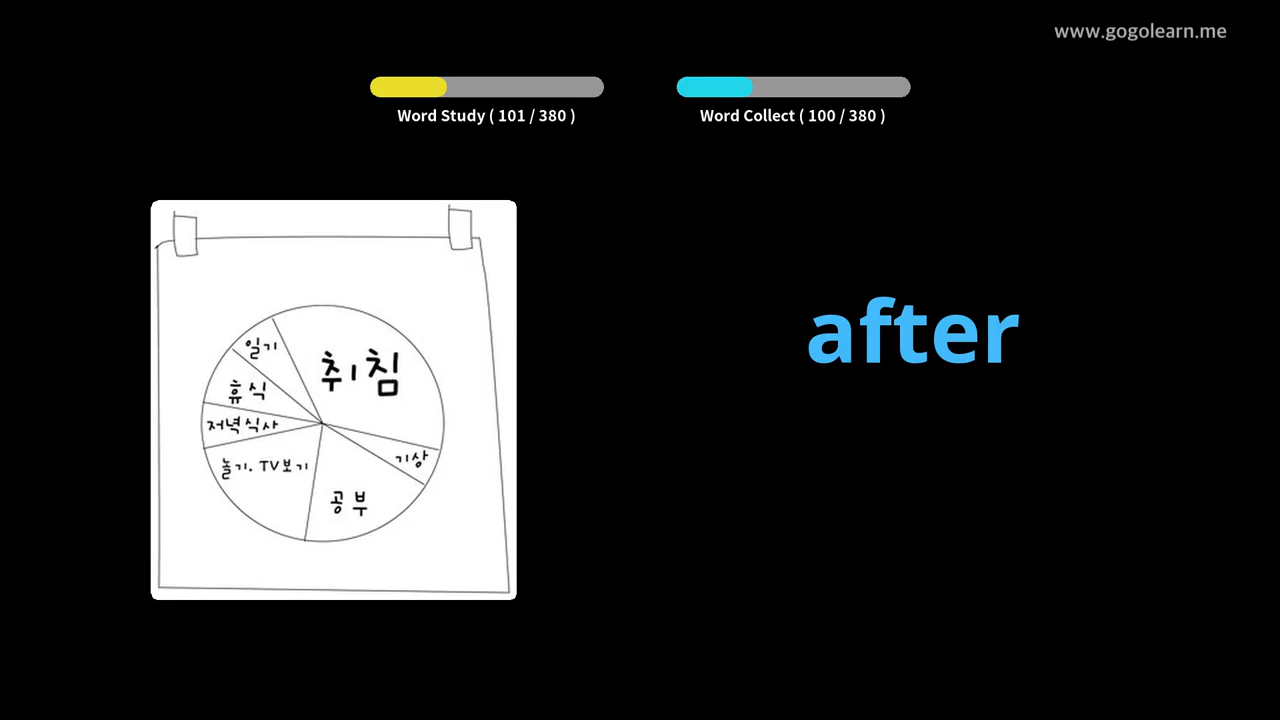 www.gogolearn.me
Word Study ( 101 / 380 )
Word Collect ( 100 / 380 )
after
일기
취침
휴식
저녁식사
놀기. TV보기
기상
공부